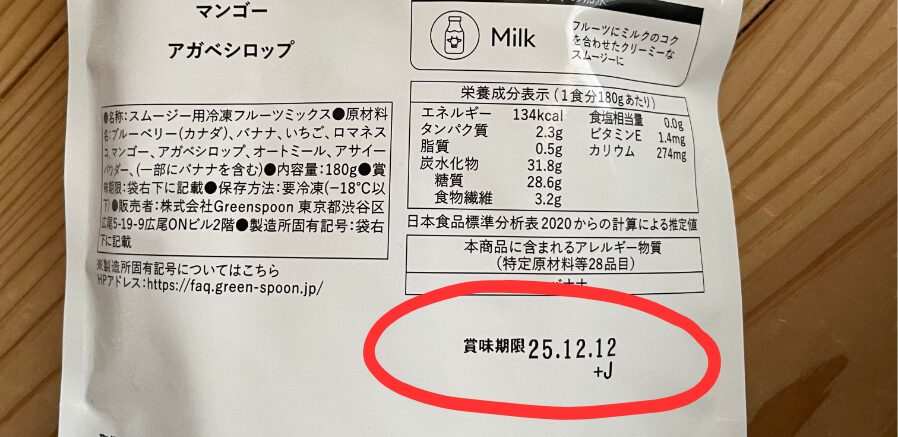 マンゴー
アガベシロップ
Milk
フルーツにミルクのコク
を合わせたクリーミーな
スムージーに
●名称:スムージー用冷凍フルーツミックス●原材料
名:ブルーベリー(カナダ)、バナナ、いちご、ロマネス
コ、マンゴー、アガベシロップ、オートミール、アサイー
パウダー、(一部にバナナを含む)●内容量:180g●賞
味期限:袋右下に記載●保存方法:要冷凍(−18℃以
下)●販売者:株式会社Greenspoon 東京都渋谷区
広尾5-19-9広尾ONビル2階●製造所固有記号:袋右
下に記載
※製造所固有記号についてはこちら
HPアドレス:https://faq.green-spoon.jp/
栄養成分表示(1食分180gあたり)
エネルギー 134kcal
タンパク質 2.3g
脂質 0.5g
炭水化物 31.8g
糖質 28.6g
食物繊維 3.2g
食塩相当量 0.0g
ビタミンE 1.4mg
カリウム 274mg
日本食品標準分析表2020からの計算による推定値
本商品に含まれるアレルギー物質
(特定原材料等28品目)
バナナ
賞味期限 25.12.12
+J